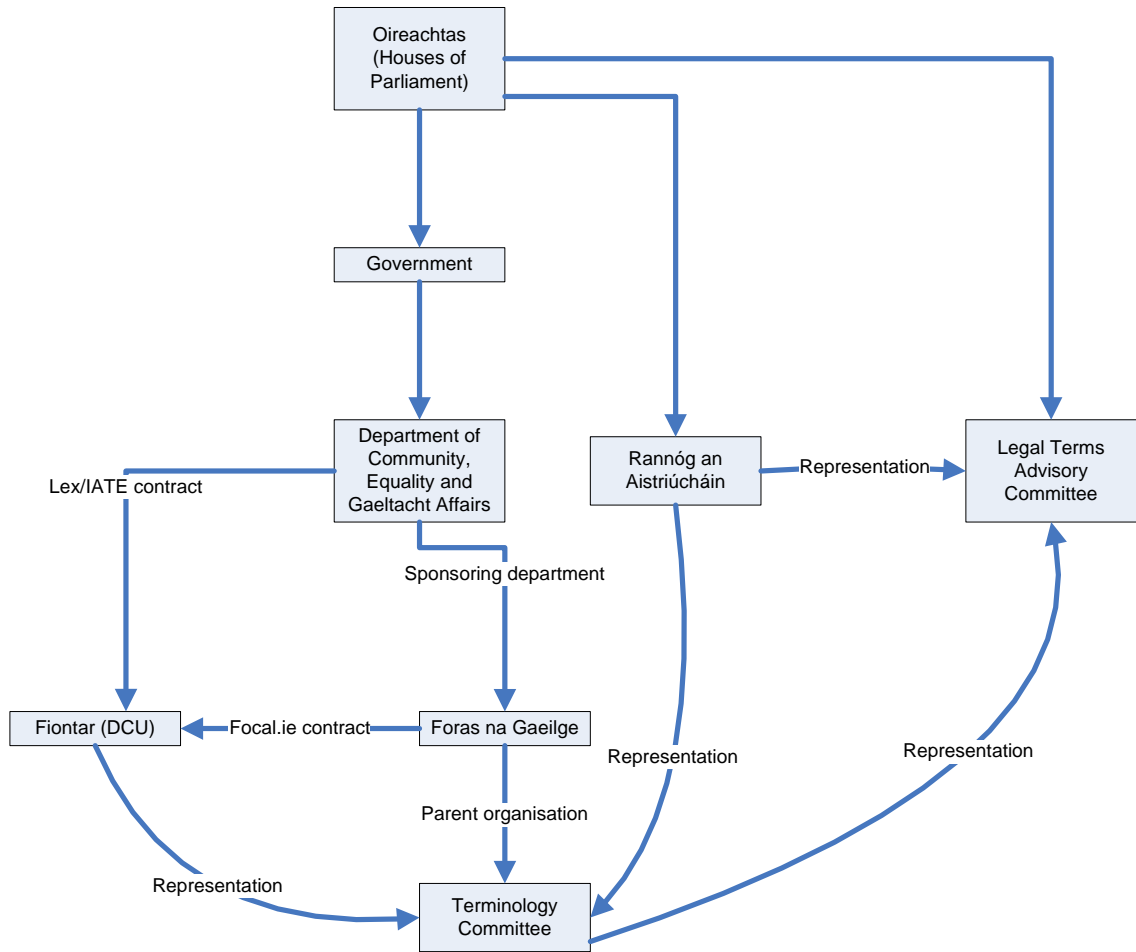 Oireachtas
(Houses of
Parliament)
Government
Department of
Community,
Equality and
Gaeltacht Affairs
Rannóg an
Aistriúcháin
Representation
Legal Terms
Advisory
Committee
Lex/IATE contract
Sponsoring department
Fiontar (DCU)
Focal.ie contract
Foras na Gaeilge
Representation
Representation
Parent organisation
Representation
Terminology
Committee